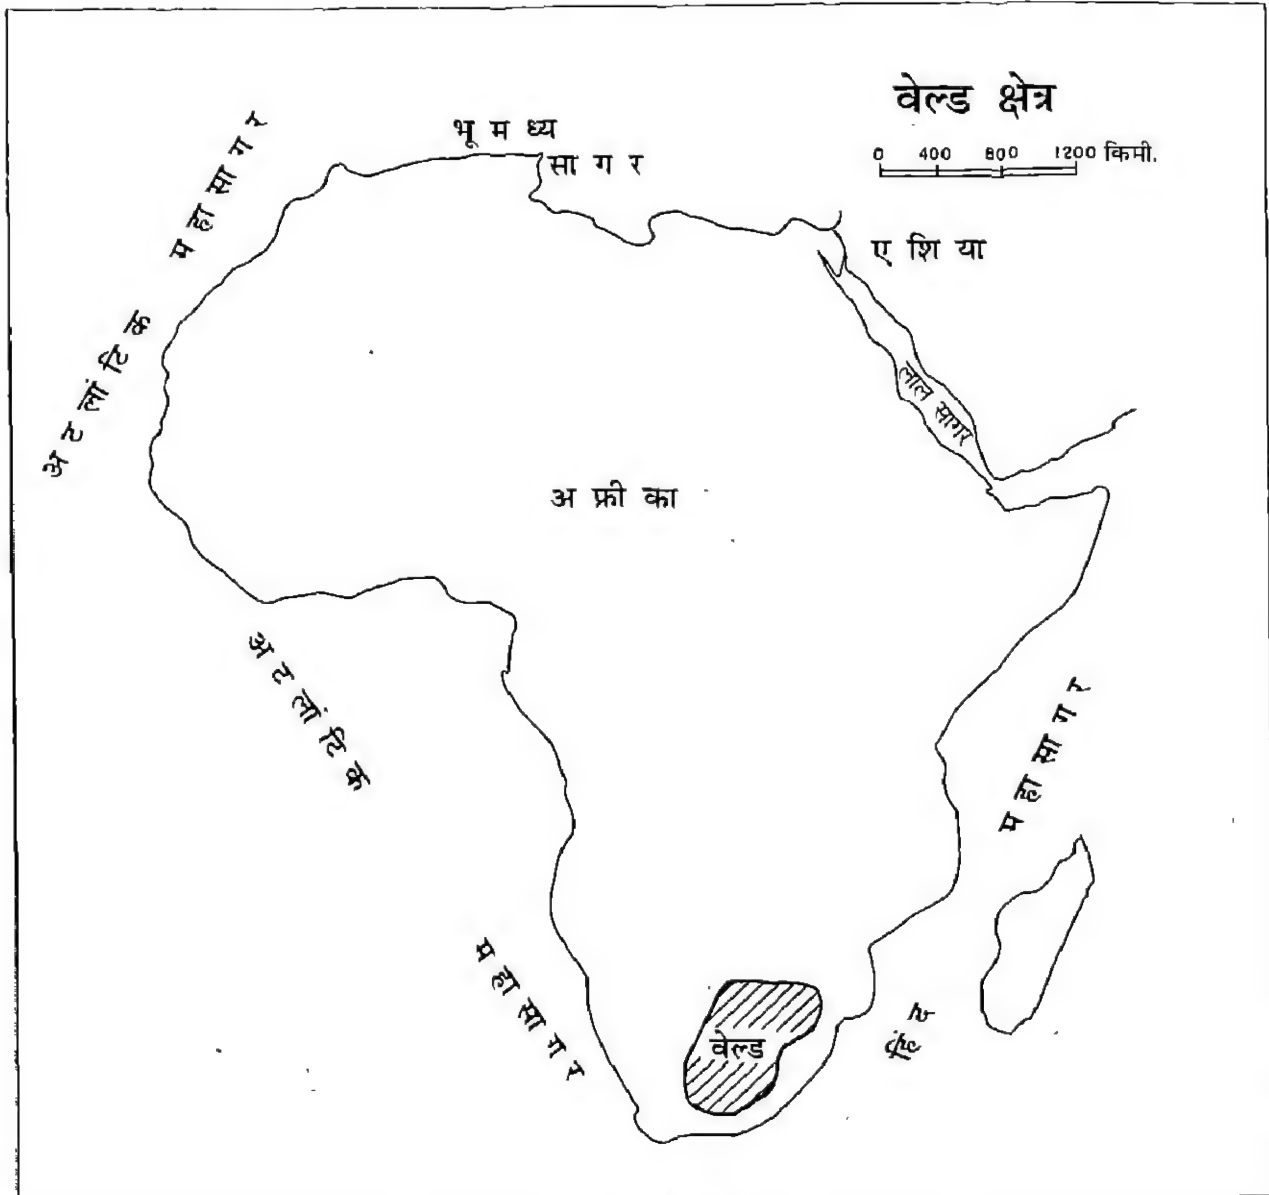 वेल्ड क्षेत्र
0 400 800 1200 किमी.
भू म ध्य
सा ग र
ए शि या
अ ट लां टि क म हा सा ग र
लाल सागर
अ फ्री का
अ ट लां टि क म हा सा ग र
हिं द म हा सा ग र
वेल्ड